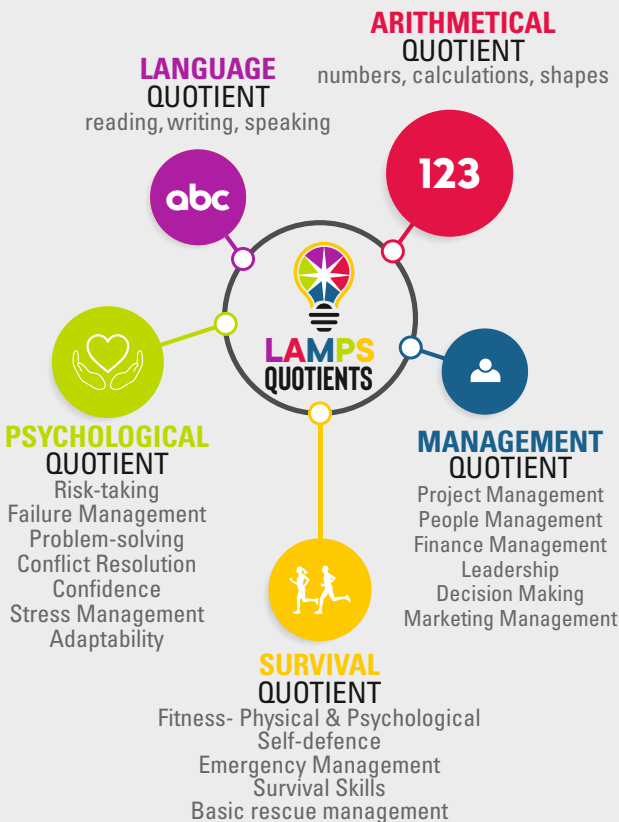 ARITHMETICAL
QUOTIENT
numbers, calculations, shapes
LANGUAGE
QUOTIENT
reading, writing, speaking
abc
123
LAMPS
QUOTIENTS
PSYCHOLOGICAL
QUOTIENT
Risk-taking
Failure Management
Problem-solving
Conflict Resolution
Confidence
Stress Management
Adaptability
MANAGEMENT
QUOTIENT
Project Management
People Management
Finance Management
Leadership
Decision Making
Marketing Management
SURVIVAL
QUOTIENT
Fitness- Physical & Psychological
Self-defence
Emergency Management
Survival Skills
Basic rescue management